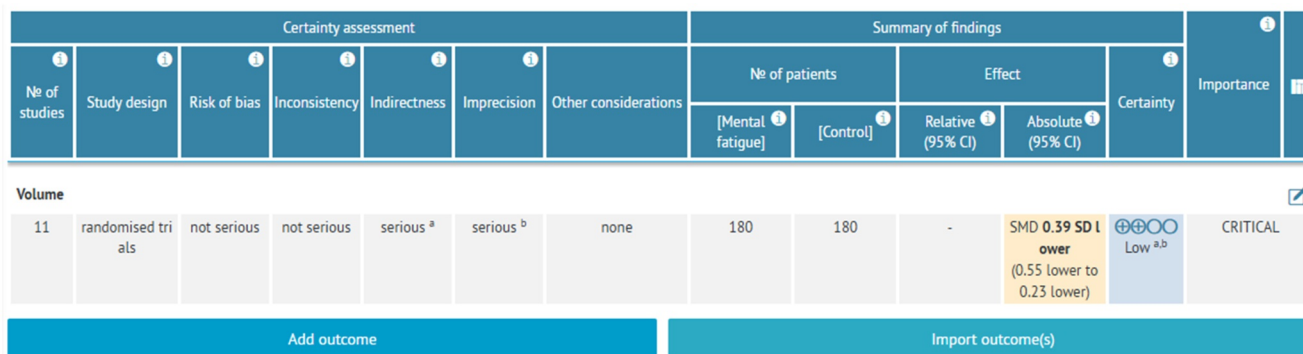 Certainty assessment
Summary of findings
№ of studies
Study design
Risk of bias
Inconsistency
Indirectness
Imprecision
Other considerations
№ of patients
Effect
Certainty
Importance
[Mental fatigue]
[Control]
Relative (95% CI)
Absolute (95% CI)
Volume
11
randomised tri
als
not serious
not serious
serious a
serious b
none
180
180
-
SMD 0.39 SD l
ower
(0.55 lower to
0.23 lower)
Low a,b
CRITICAL
Add outcome
Import outcome(s)